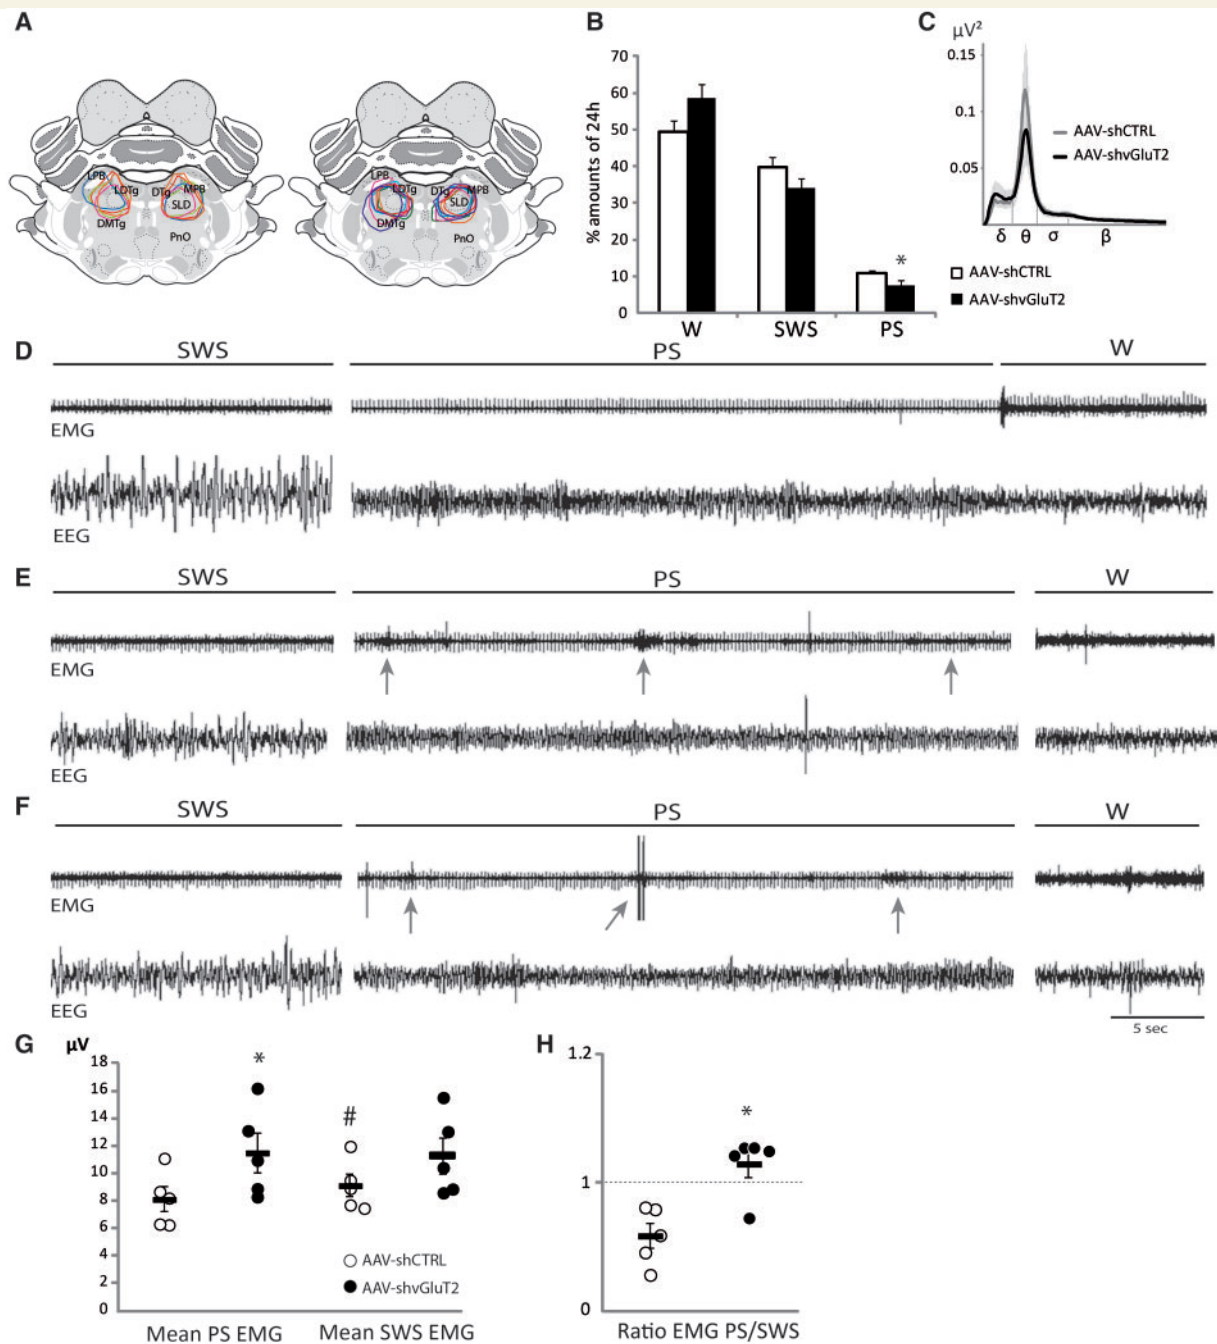 A
LPB LDTg DTg MPB
SLD
DMTg
PnO
LPB LDTg DTg MPB
SLD
DMTg
PnO
B
% amounts of 24h
70
60
50
40
30
20
10
0
*
W SWS PS
C
µV²
0.15
0.1
0.05
AAV-shCTRL
AAV-shvGluT2
δ θ σ β
AAV-shCTRL
AAV-shvGluT2
D
SWS PS W
EMG
EEG
E
SWS PS W
EMG
EEG
F
SWS PS W
EMG
EEG
5 sec
G
µV
18
16
14
12
10
8
6
4
2
0
*
#
AAV-shCTRL
AAV-shvGluT2
Mean PS EMG Mean SWS EMG
H
1.2
1
0
*
Ratio EMG PS/SWS